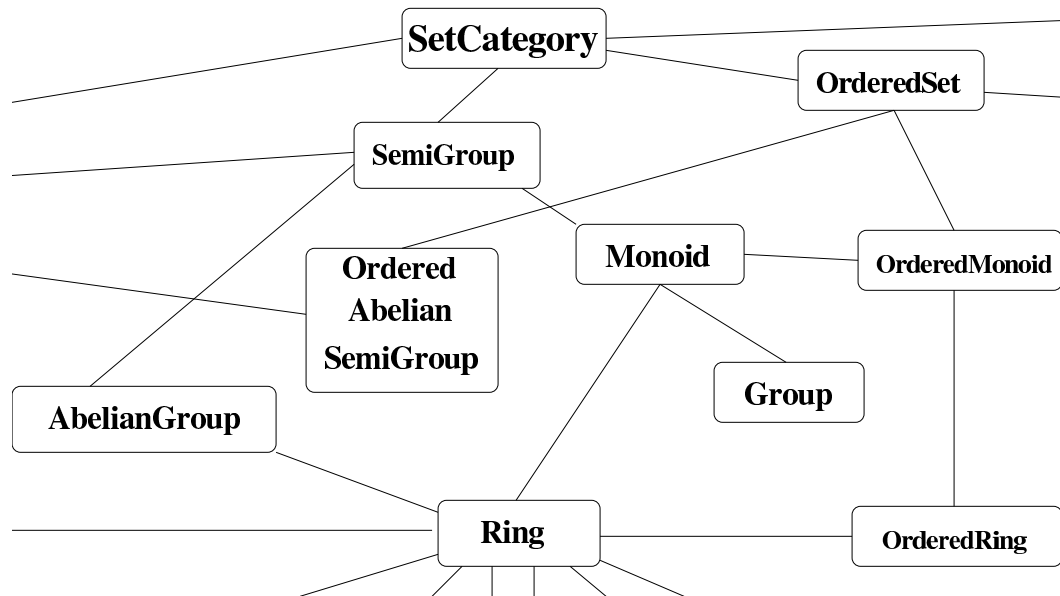 SetCategory
OrderedSet
SemiGroup
Monoid
OrderedMonoid
Ordered
Abelian
SemiGroup
Group
AbelianGroup
Ring
OrderedRing